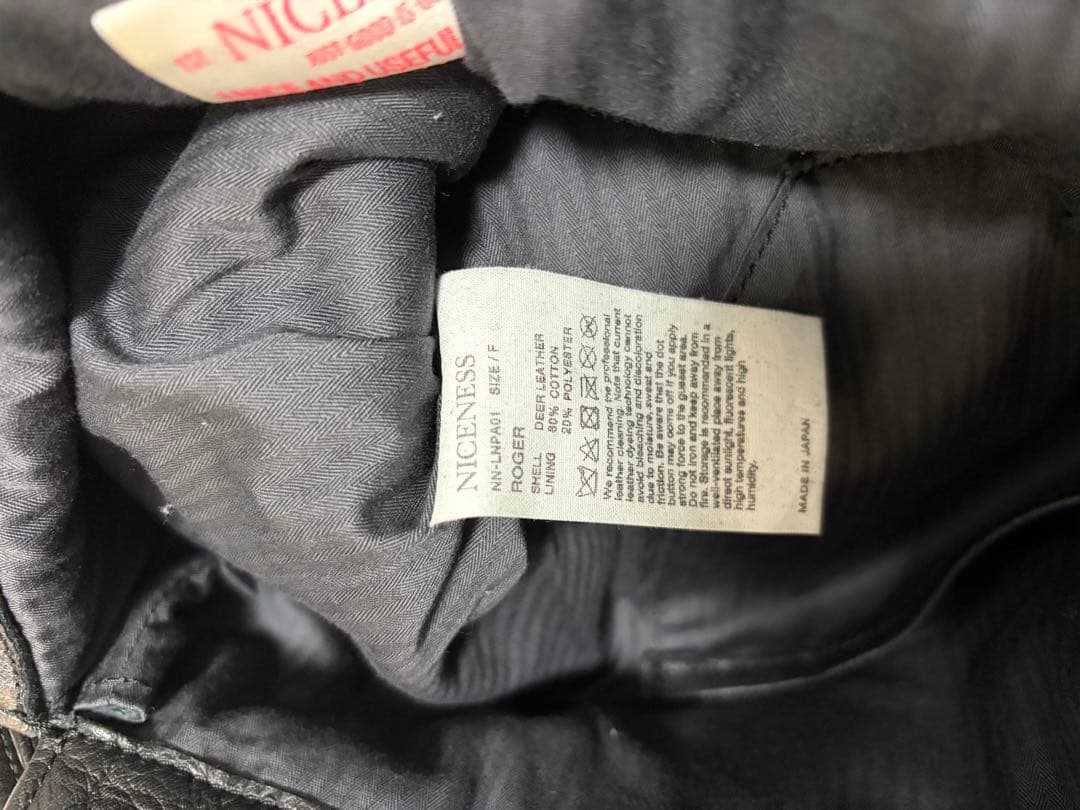 NICENESS
NN-LNPA01 SIZE / F
ROGER
SHELL DEER LEATHER
LINING 80% COTTON
20% POLYESTER
We recommend the professional
leather cleaning. Note that current
leather dyeing technology cannot
avoid bleaching and discoloration
due to moisture, sweat and
friction. Be aware that the dot
button may come off if you apply
strong force to the gusset area.
Do not iron and keep away from
fire. Storage is recommended in a
well-ventilated place away from
direct sunlight, fluorescent lights,
high temperatures and high
humidity.
MADE IN JAPAN
AND USEFUL